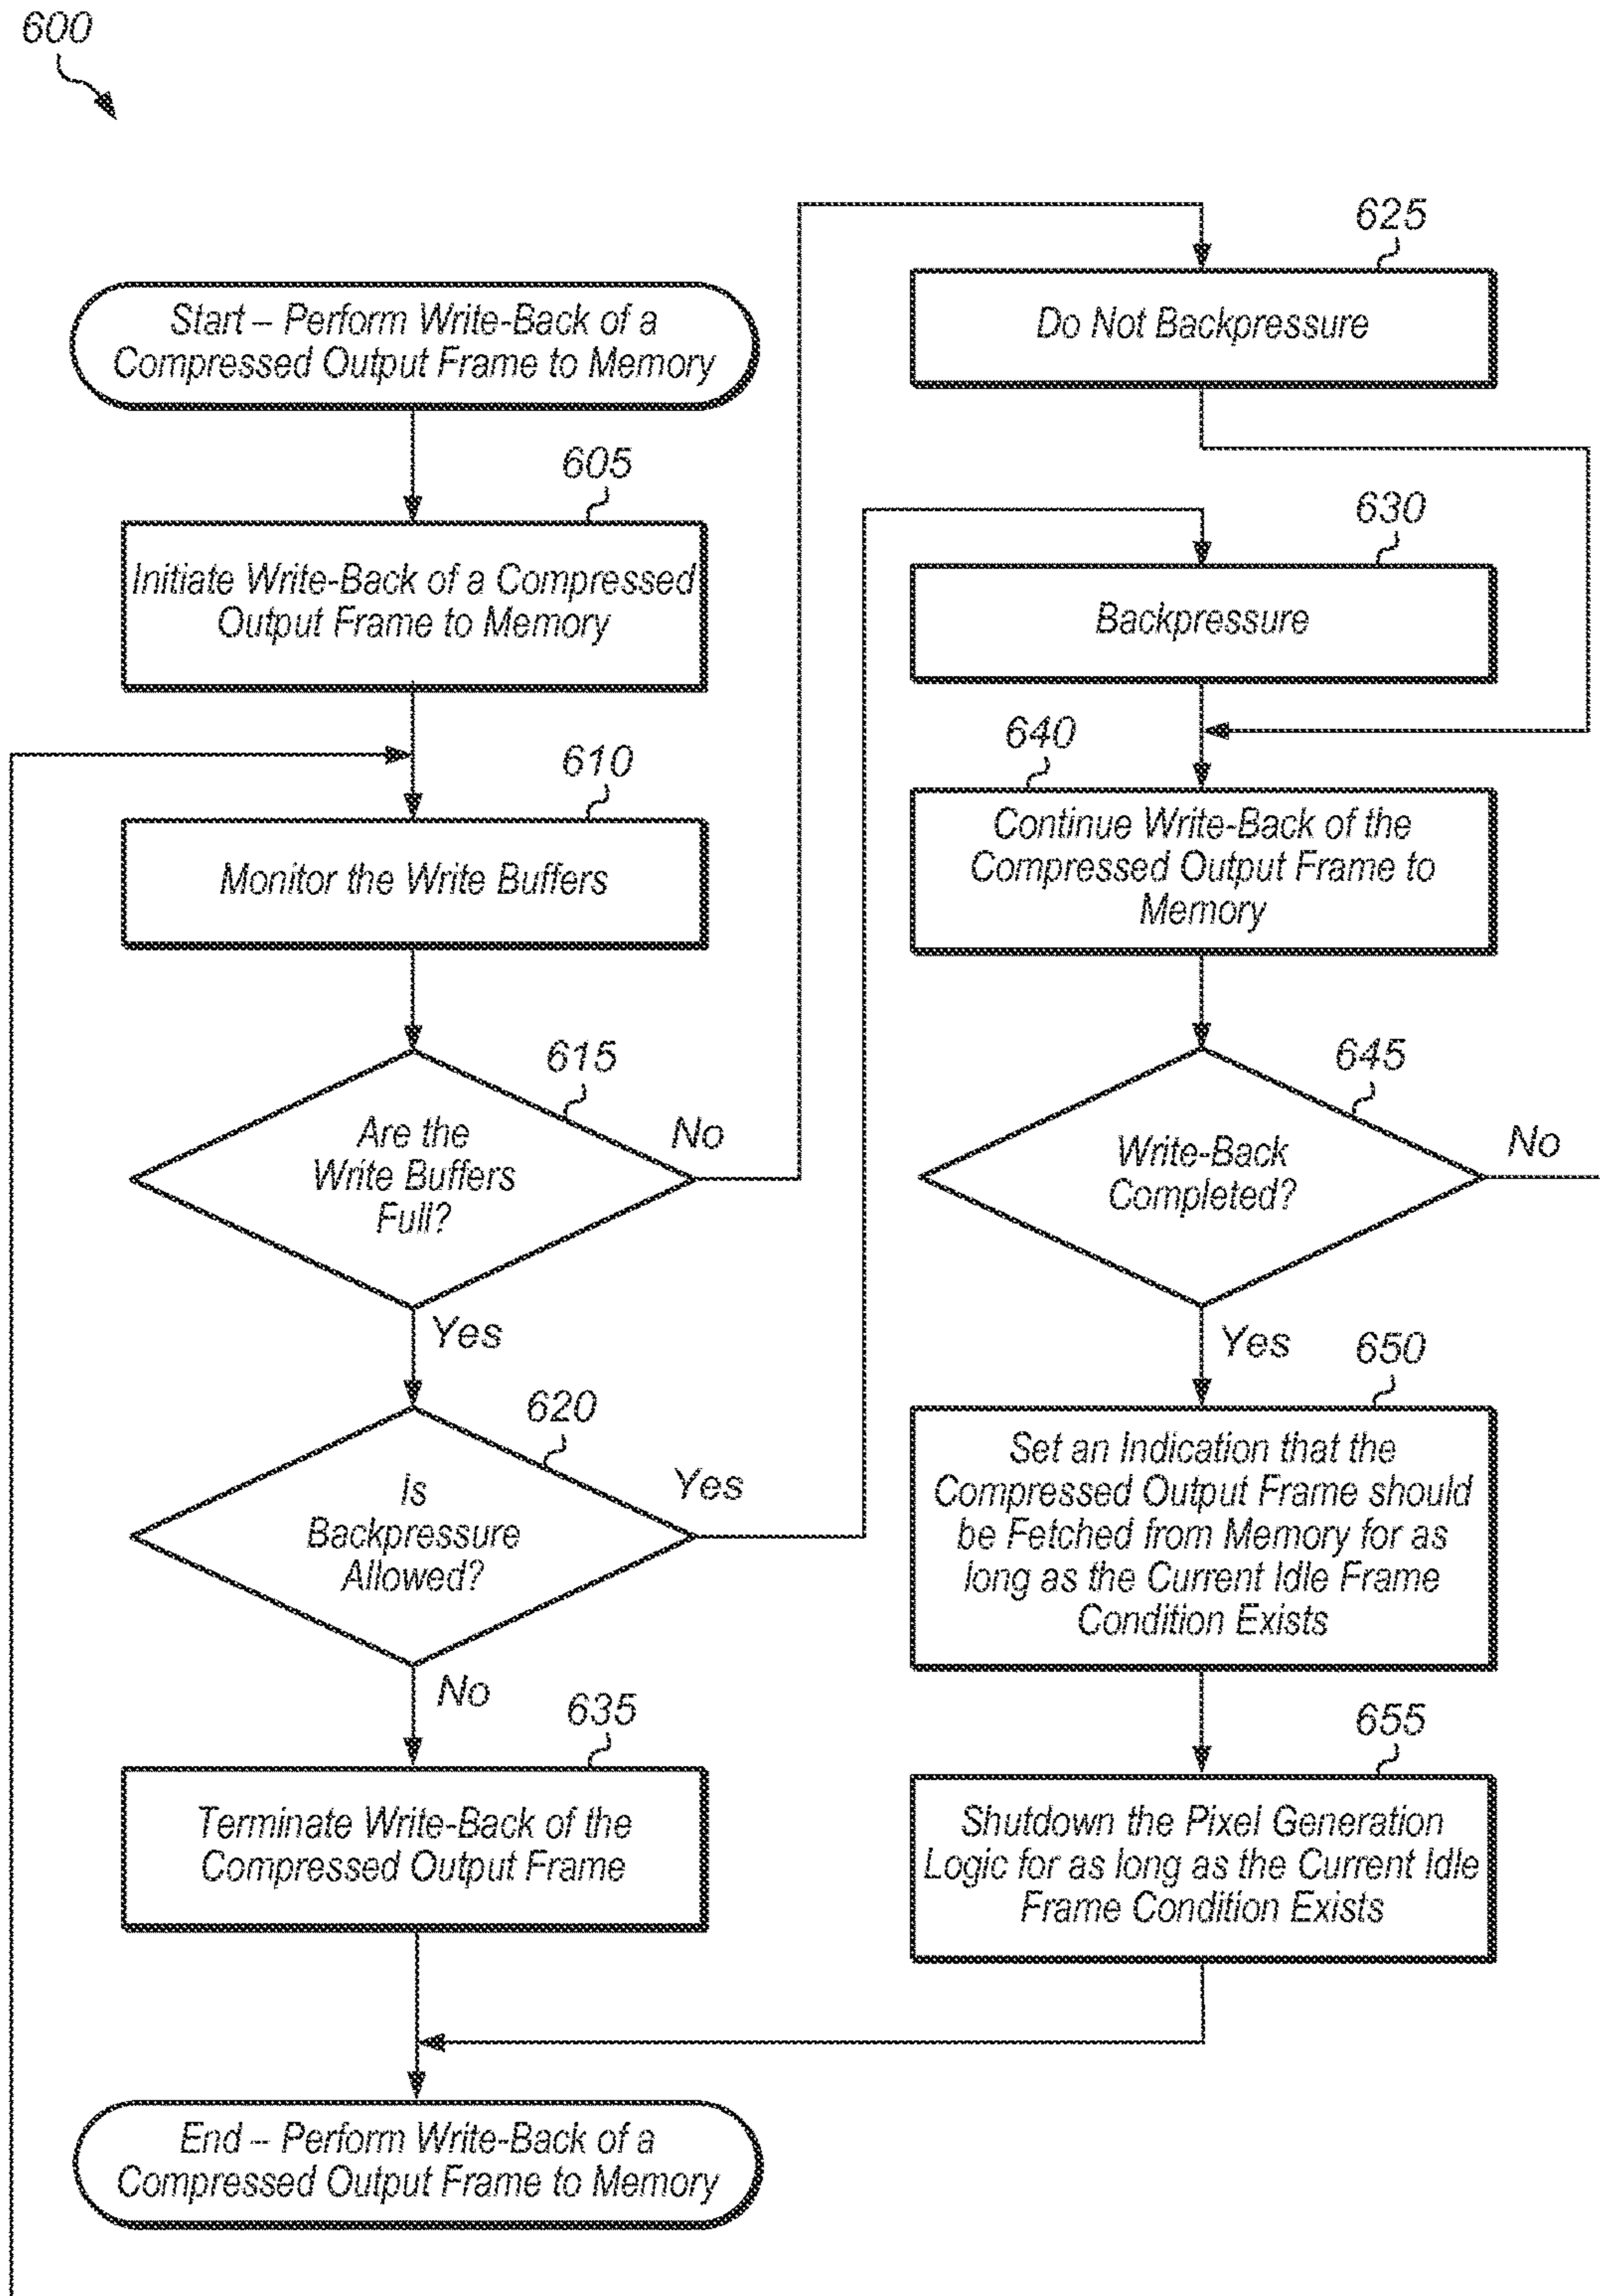 600
Start – Perform Write-Back of a
Compressed Output Frame to Memory
605
Initiate Write-Back of a Compressed
Output Frame to Memory
610
Monitor the Write Buffers
615
Are the
Write Buffers
Full?
No
Yes
620
Is
Backpressure
Allowed?
Yes
No
635
Terminate Write-Back of the
Compressed Output Frame
End – Perform Write-Back of a
Compressed Output Frame to Memory
625
Do Not Backpressure
630
Backpressure
640
Continue Write-Back of the
Compressed Output Frame to
Memory
645
Write-Back
Completed?
No
Yes
650
Set an Indication that the
Compressed Output Frame should
be Fetched from Memory for as
long as the Current Idle Frame
Condition Exists
655
Shutdown the Pixel Generation
Logic for as long as the Current Idle
Frame Condition Exists